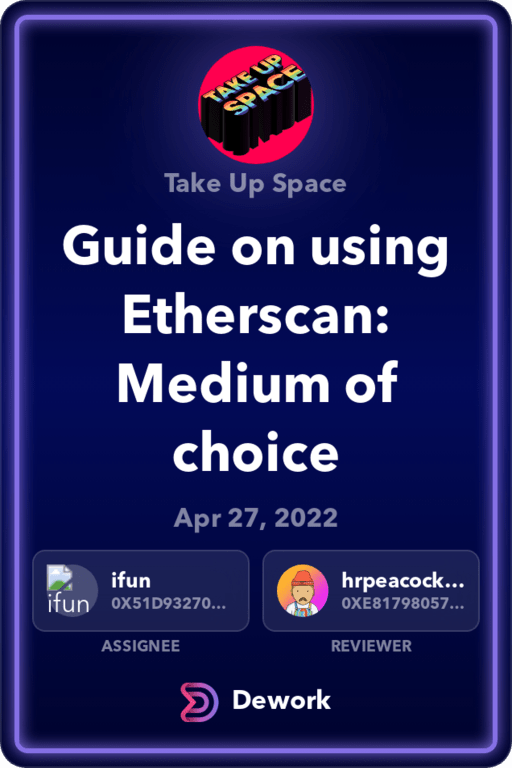 TAKE UP
SPACE
Take Up Space
Guide on using
Etherscan:
Medium of
choice
Apr 27, 2022
ifun
ifun
0X51D93270...
hrpeacock...
0XE81798057...
ASSIGNEE
REVIEWER
Dework